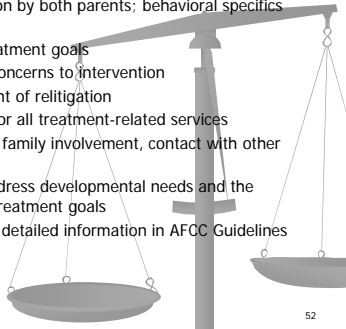 on by both parents; behavioral specifics
atment goals
oncerns to intervention
nt of relitigation
or all treatment-related services
family involvement, contact with other
dress developmental needs and the
reatment goals
detailed information in AFCC Guidelines
52